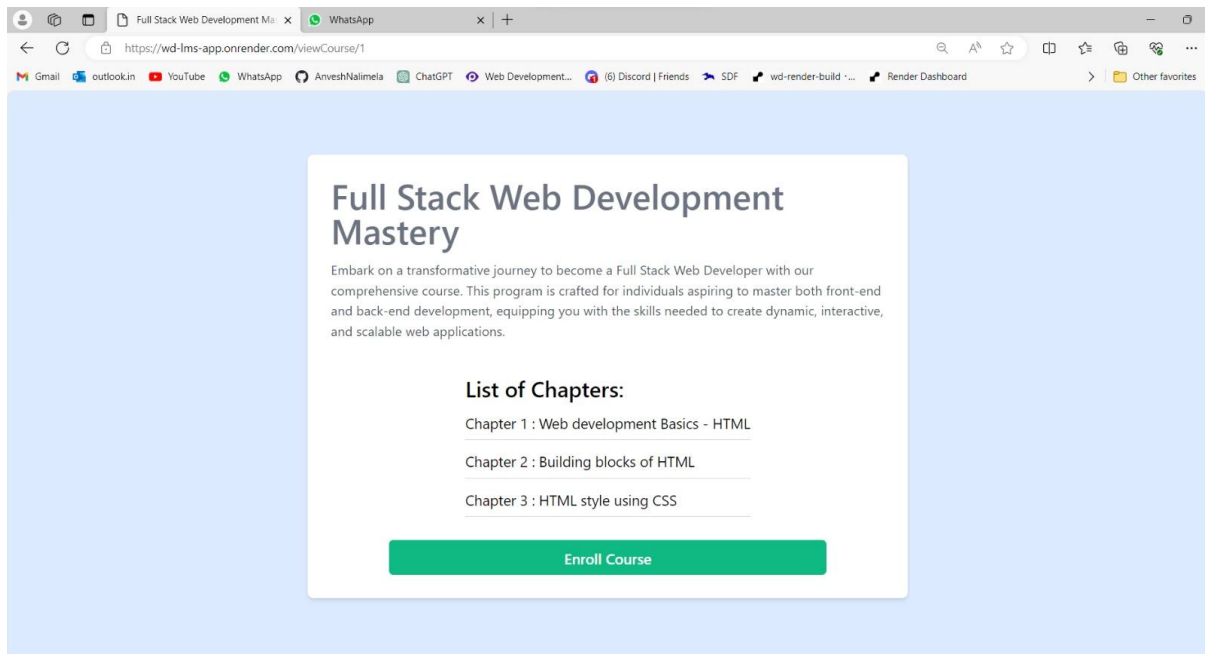 Full Stack Web Development Ma
WhatsApp
https://wd-lms-app.onrender.com/viewCourse/1
Gmail outlook.in YouTube WhatsApp AnveshNalimela ChatGPT Web Development... (6) Discord | Friends SDF wd-render-build · ... Render Dashboard Other favorites
Full Stack Web Development
Mastery
Embark on a transformative journey to become a Full Stack Web Developer with our
comprehensive course. This program is crafted for individuals aspiring to master both front-end
and back-end development, equipping you with the skills needed to create dynamic, interactive,
and scalable web applications.
List of Chapters:
Chapter 1 : Web development Basics - HTML
Chapter 2 : Building blocks of HTML
Chapter 3 : HTML style using CSS
Enroll Course